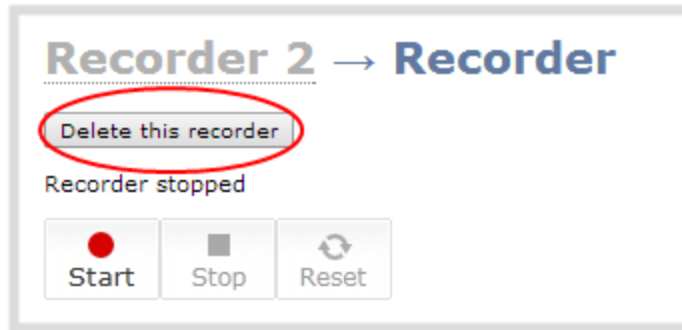 Recorder 2 → Recorder
Delete this recorder
Recorder stopped
Start Stop Reset